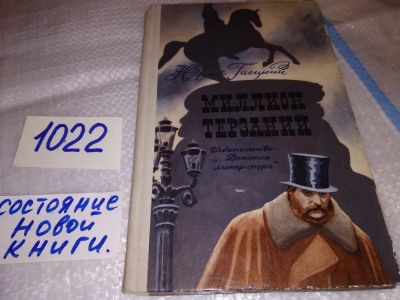 Юрий Гаецкий
МИЛЛИОН
ТЕРЗАНИЙ
Издательство
„Детская
литература"
1022
СОСТОЯНИЕ
НОВОЙ
КНИГИ.